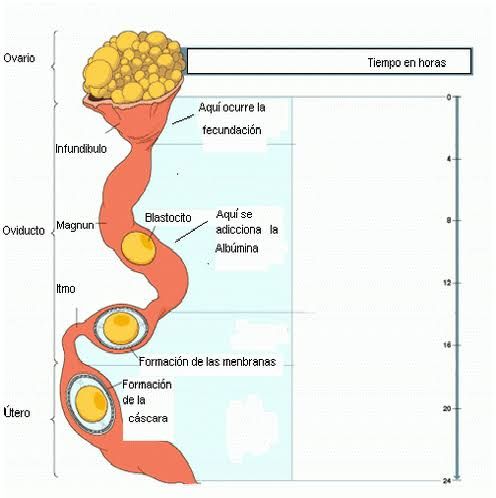 Ovario
Tiempo en horas
0
Aquí ocurre la
fecundación
Infundibulo
4
Magnun
Blastocito
Aquí se
adicciona la
Albúmina
8
Oviducto
Itmo
12
16
Formación de las menbranas
Formación
de la
cáscara
Útero
20
24